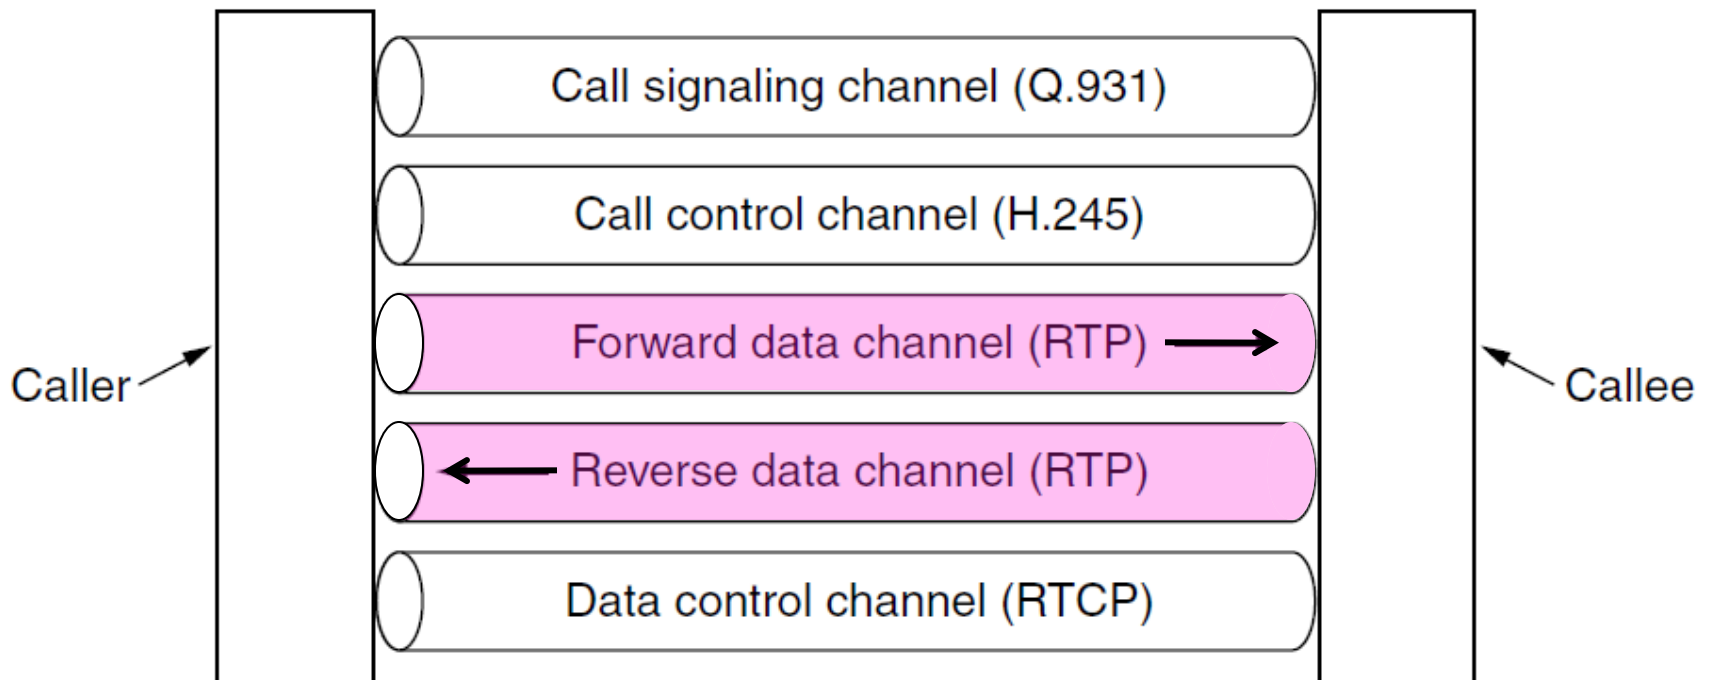 Call signaling channel (Q.931)
Call control channel (H.245)
Forward data channel (RTP)
Caller
Callee
Reverse data channel (RTP)
Data control channel (RTCP)